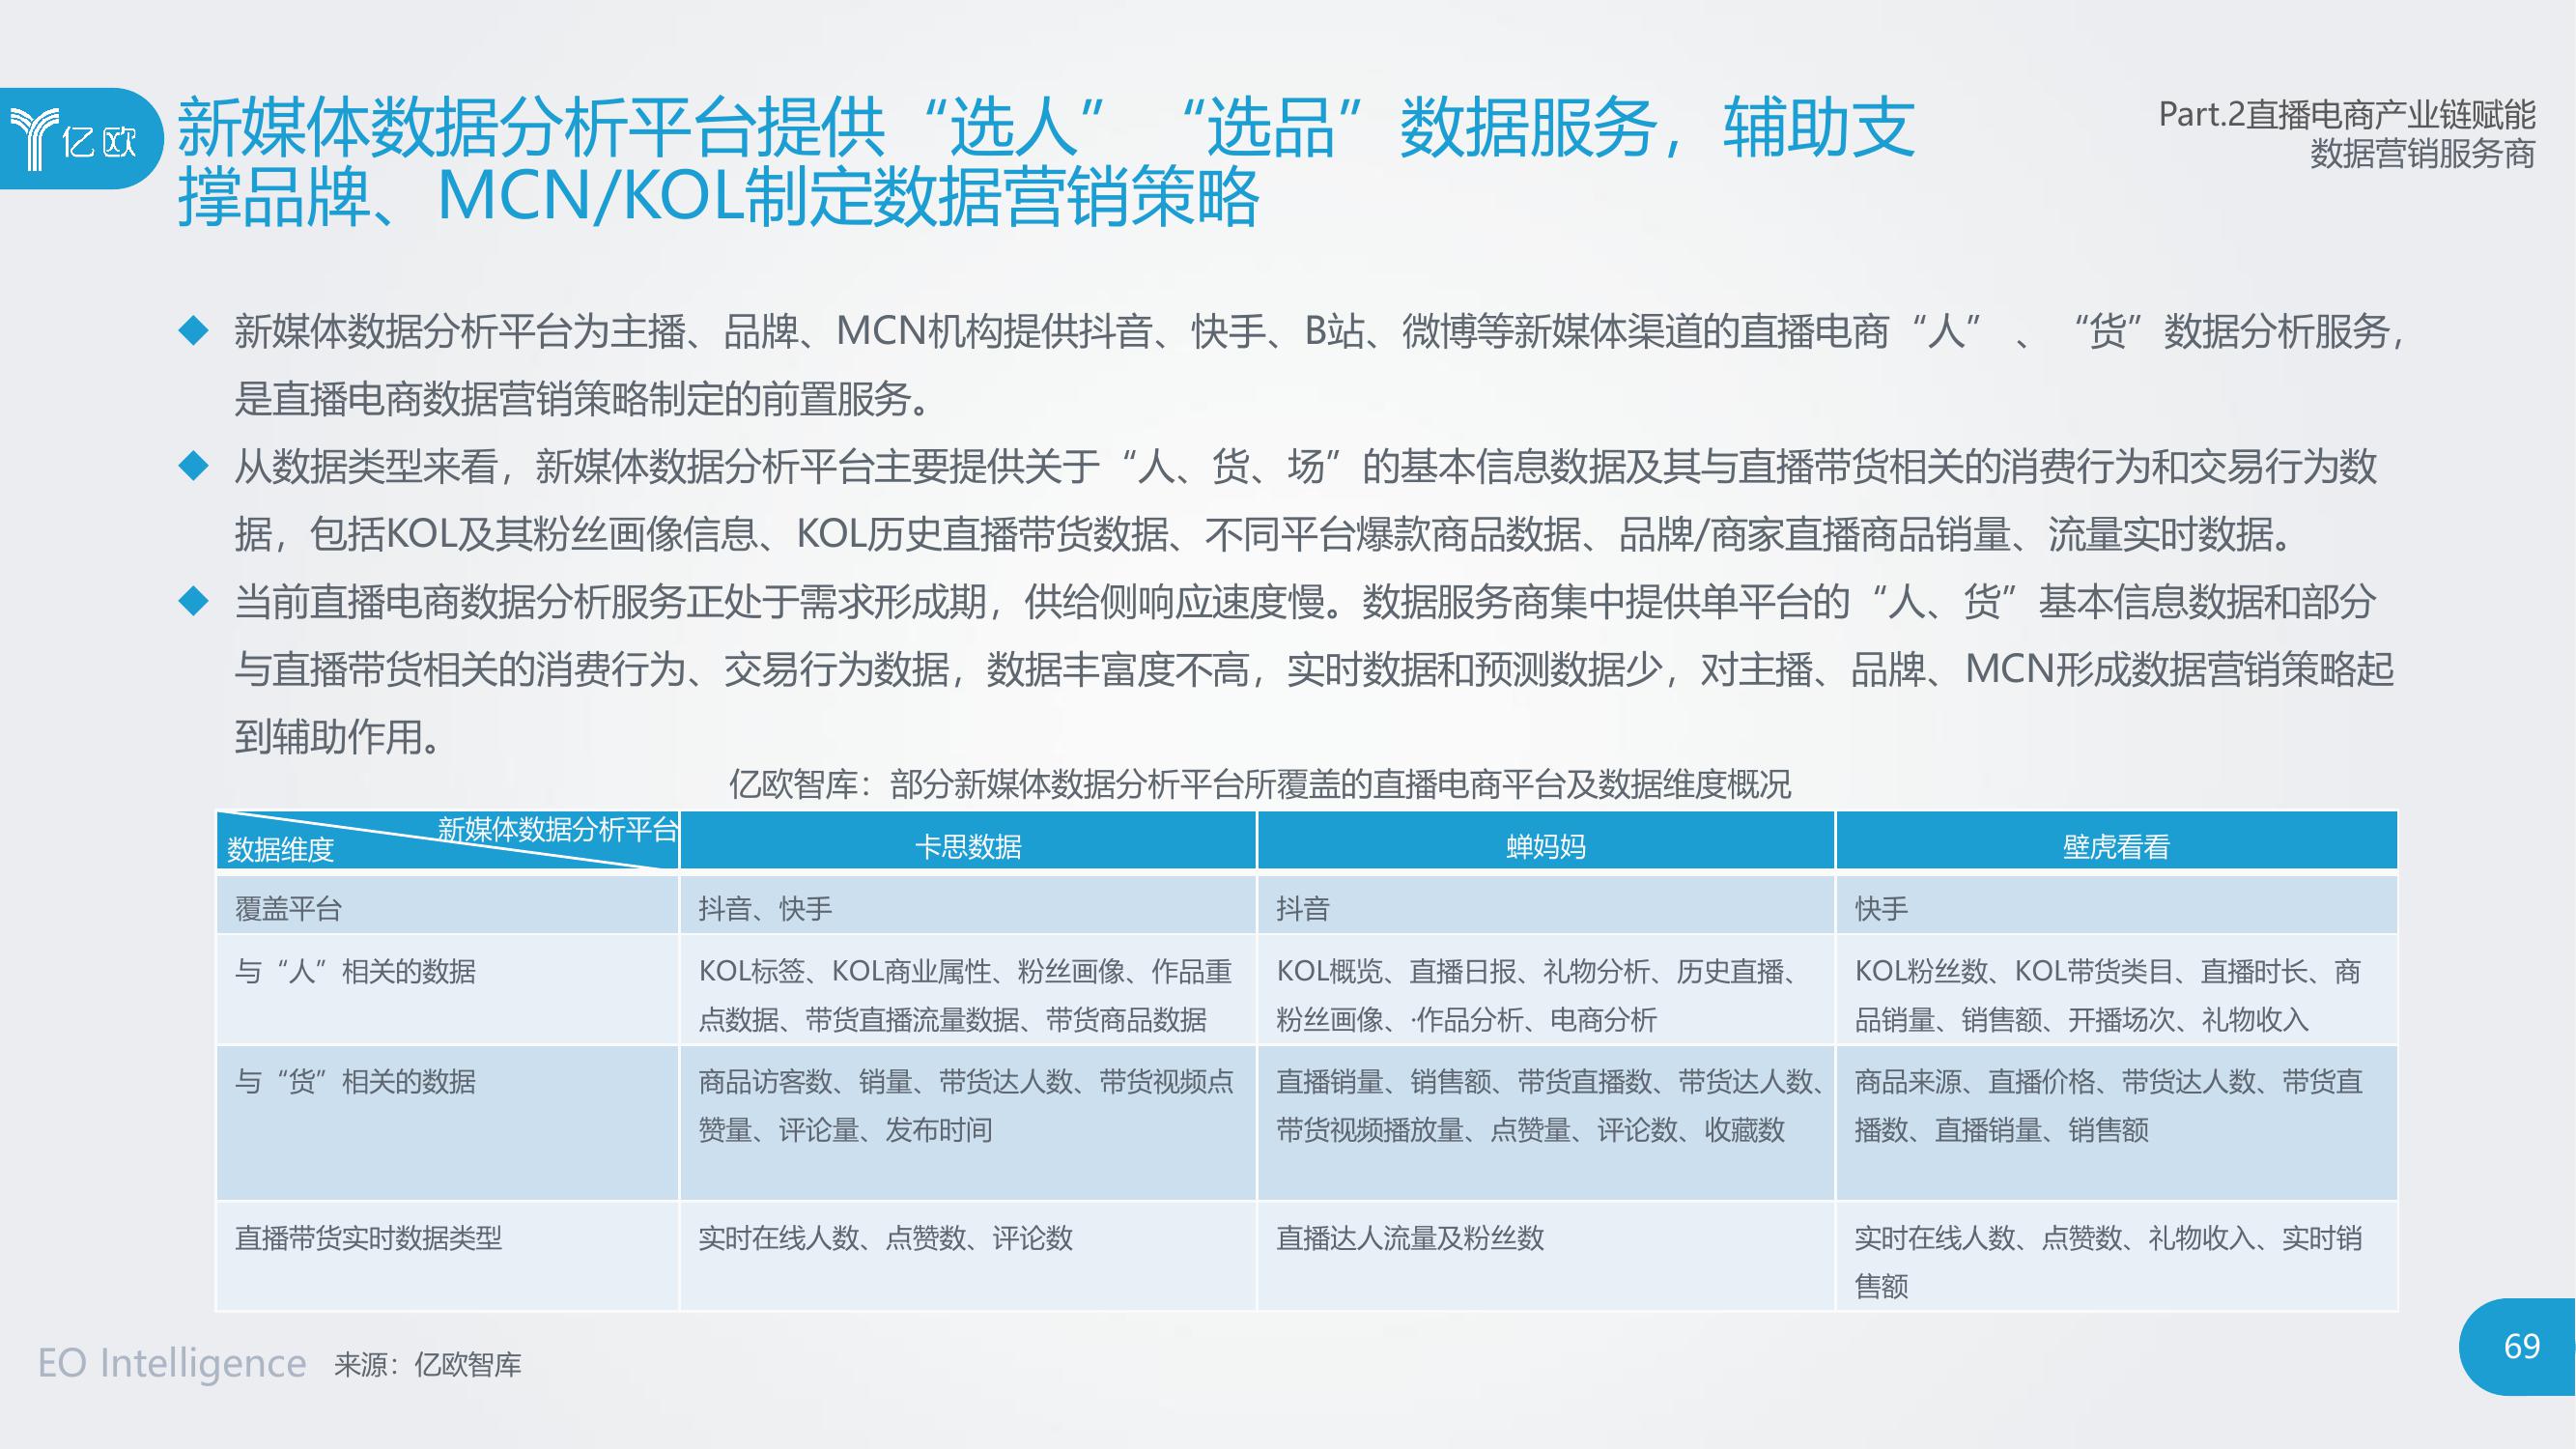 亿欧
新媒体数据分析平台提供“选人”“选品”数据服务，辅助支
撑品牌、MCN/KOL制定数据营销策略
Part.2直播电商产业链赋能
数据营销服务商
新媒体数据分析平台为主播、品牌、MCN机构提供抖音、快手、B站、微博等新媒体渠道的直播电商“人”、“货”数据分析服务，
是直播电商数据营销策略制定的前置服务。
从数据类型来看，新媒体数据分析平台主要提供关于“人、货、场”的基本信息数据及其与直播带货相关的消费行为和交易行为数
据，包括KOL及其粉丝画像信息、KOL历史直播带货数据、不同平台爆款商品数据、品牌/商家直播商品销量、流量实时数据。
当前直播电商数据分析服务正处于需求形成期，供给侧响应速度慢。数据服务商集中提供单平台的“人、货”基本信息数据和部分
与直播带货相关的消费行为、交易行为数据，数据丰富度不高，实时数据和预测数据少，对主播、品牌、MCN形成数据营销策略起
到辅助作用。
亿欧智库：部分新媒体数据分析平台所覆盖的直播电商平台及数据维度概况
新媒体数据分析平台
数据维度
卡思数据
蝉妈妈
壁虎看看
覆盖平台
抖音、快手
抖音
快手
与“人”相关的数据
KOL标签、KOL商业属性、粉丝画像、作品重
点数据、带货直播流量数据、带货商品数据
KOL概览、直播日报、礼物分析、历史直播、
粉丝画像、·作品分析、电商分析
KOL粉丝数、KOL带货类目、直播时长、商
品销量、销售额、开播场次、礼物收入
与“货”相关的数据
商品访客数、销量、带货达人数、带货视频点
赞量、评论量、发布时间
直播销量、销售额、带货直播数、带货达人数、
带货视频播放量、点赞量、评论数、收藏数
商品来源、直播价格、带货达人数、带货直
播数、直播销量、销售额
直播带货实时数据类型
实时在线人数、点赞数、评论数
直播达人流量及粉丝数
实时在线人数、点赞数、礼物收入、实时销
售额
EO Intelligence
来源：亿欧智库
69